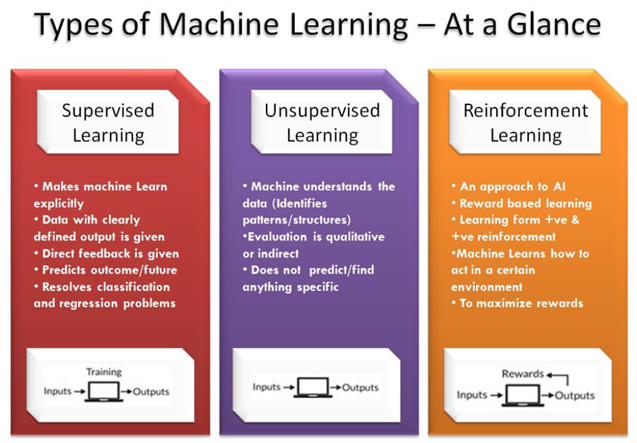 Types of Machine Learning – At a Glance
Supervised
Learning
• Makes machine Learn
explicitly
• Data with clearly
defined output is given
• Direct feedback is given
• Predicts outcome/future
• Resolves classification
and regression problems
Training
Inputs
Outputs
Unsupervised
Learning
• Machine understands the
data (Identifies
patterns/structures)
•Evaluation is qualitative
or indirect
• Does not predict/find
anything specific
Inputs
Outputs
Reinforcement
Learning
• An approach to AI
• Reward based learning
• Learning form +ve &
+ve reinforcement
•Machine Learns how to
act in a certain
environment
• To maximize rewards
Rewards
Inputs
Outputs